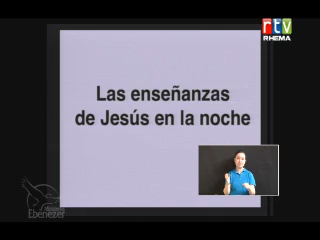 rtv
RHEMA
Las enseñanzas
de Jesús en la noche
Ebenezer